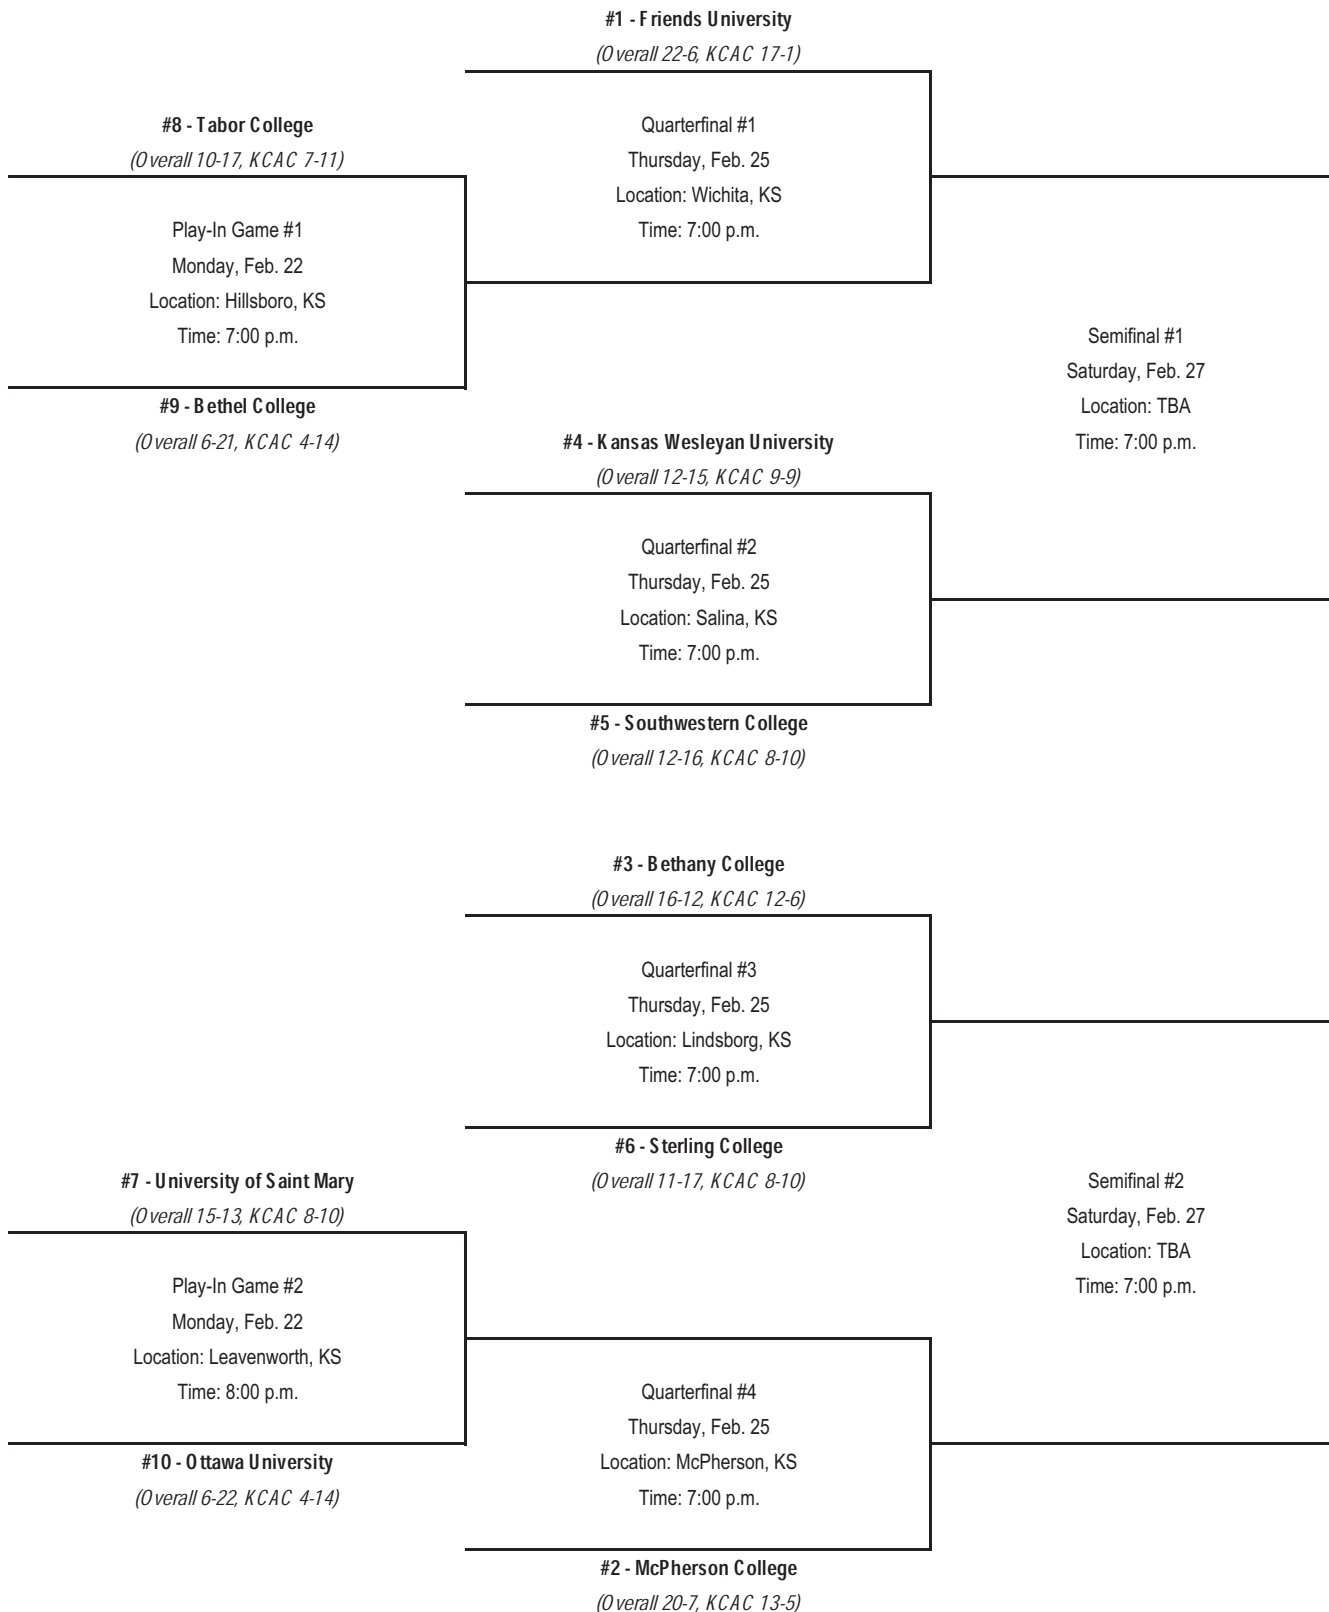 #1 - Friends University
(Overall 22-6, KCAC 17-1)
#8 - Tabor College
(Overall 10-17, KCAC 7-11)
Quarterfinal #1
Thursday, Feb. 25
Location: Wichita, KS
Time: 7:00 p.m.
Play-In Game #1
Monday, Feb. 22
Location: Hillsboro, KS
Time: 7:00 p.m.
#9 - Bethel College
(Overall 6-21, KCAC 4-14)
Semifinal #1
Saturday, Feb. 27
Location: TBA
Time: 7:00 p.m.
#4 - Kansas Wesleyan University
(Overall 12-15, KCAC 9-9)
Quarterfinal #2
Thursday, Feb. 25
Location: Salina, KS
Time: 7:00 p.m.
#5 - Southwestern College
(Overall 12-16, KCAC 8-10)
#3 - Bethany College
(Overall 16-12, KCAC 12-6)
Quarterfinal #3
Thursday, Feb. 25
Location: Lindsborg, KS
Time: 7:00 p.m.
#6 - Sterling College
(Overall 11-17, KCAC 8-10)
#7 - University of Saint Mary
(Overall 15-13, KCAC 8-10)
Semifinal #2
Saturday, Feb. 27
Location: TBA
Time: 7:00 p.m.
Play-In Game #2
Monday, Feb. 22
Location: Leavenworth, KS
Time: 8:00 p.m.
#10 - Ottawa University
(Overall 6-22, KCAC 4-14)
Quarterfinal #4
Thursday, Feb. 25
Location: McPherson, KS
Time: 7:00 p.m.
#2 - McPherson College
(Overall 20-7, KCAC 13-5)